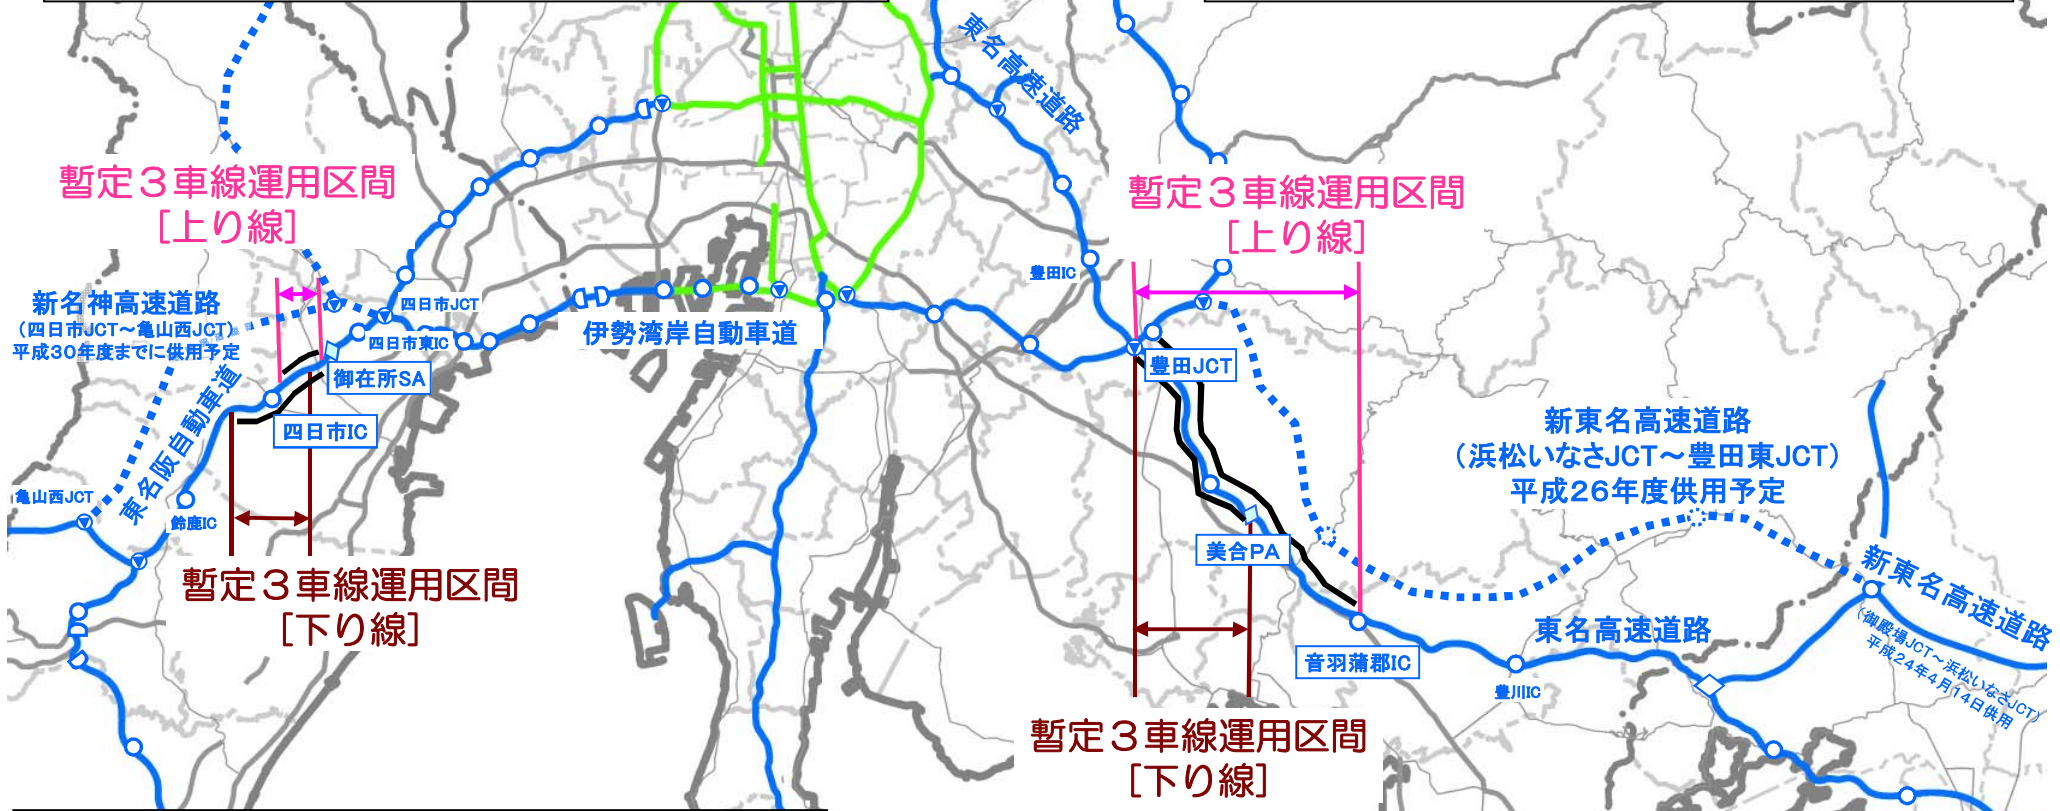 東名高速道路
暫定３車線運用区間
[上り線]
暫定３車線運用区間
[上り線]
豊田IC
新名神高速道路
(四日市JCT～亀山西JCT)
平成30年度までに供用予定
四日市JCT
四日市東IC
伊勢湾岸自動車道
御在所SA
豊田JCT
四日市IC
東名阪自動車道
新東名高速道路
(浜松いなさJCT～豊田東JCT)
平成26年度供用予定
亀山西JCT
鈴鹿IC
美合PA
暫定３車線運用区間
[下り線]
新東名高速道路
(御殿場JCT～浜松いなさJCT)
平成24年4月14日供用
東名高速道路
音羽蒲郡IC
豊川IC
暫定３車線運用区間
[下り線]